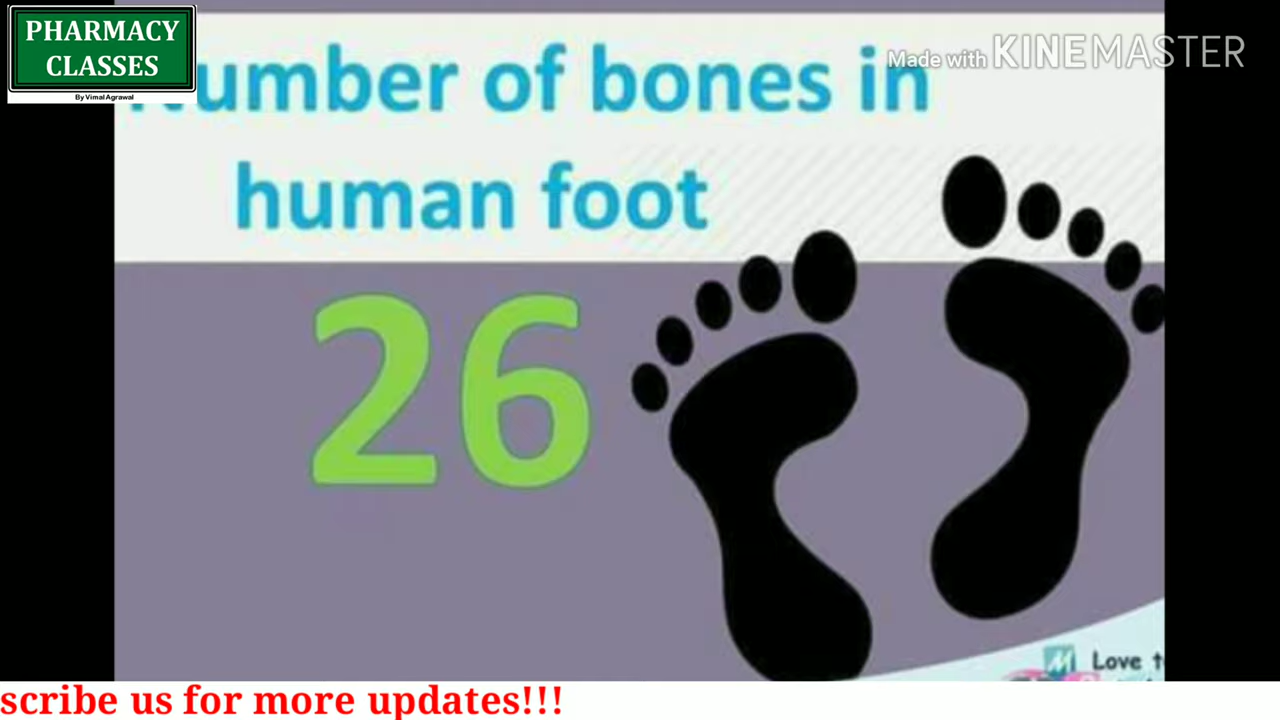 PHARMACY
CLASSES
By Vimal Agrawal
Made with KINEMASTER
Number of bones in
human foot
26
Love t
scribe us for more updates!!!